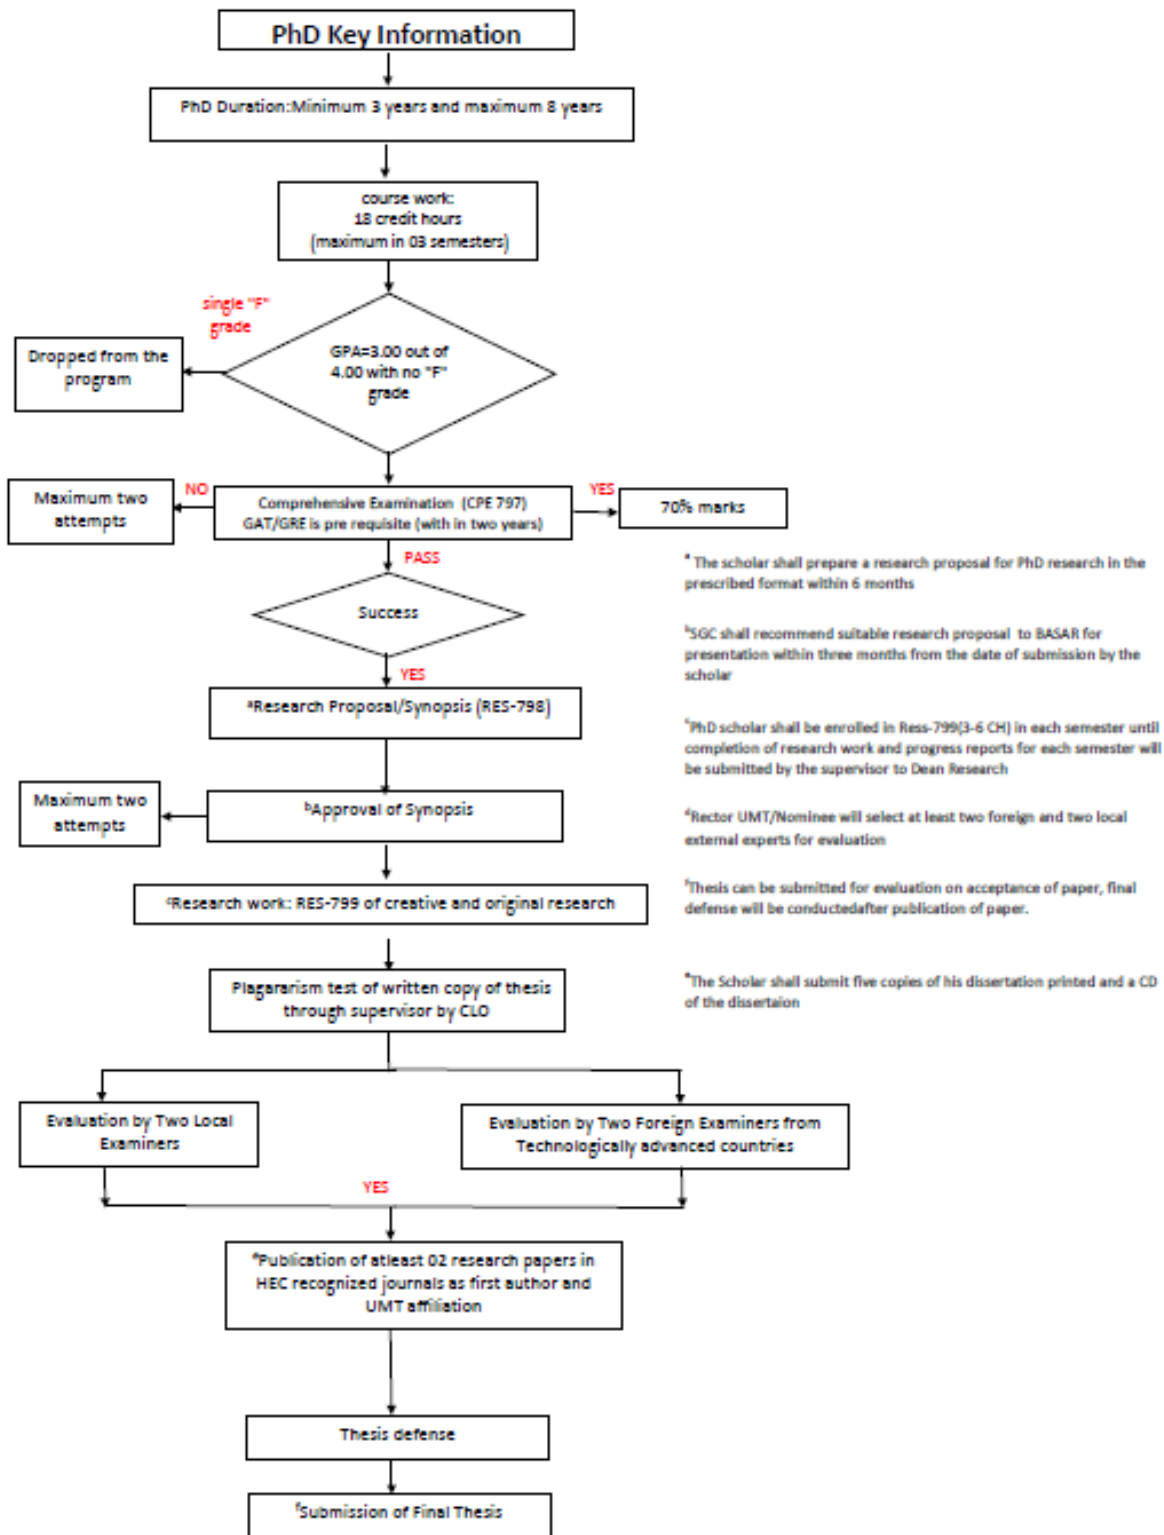 PhD Key Information
PhD Duration:Minimum 3 years and maximum 8 years
course work:
18 credit hours
(maximum in 03 semesters)
single "F"
grade
GPA=3.00 out of
4.00 with no "F"
grade
Dropped from the
program
Maximum two
attempts
NO
Comprehensive Examination (CPE 797)
GAT/GRE is pre requisite (with in two years)
YES
70% marks
PASS
Success
YES
ᵃResearch Proposal/Synopsis (RES-798)
Maximum two
attempts
ᵇApproval of Synopsis
ᶜResearch work: RES-799 of creative and original research
Plagararism test of written copy of thesis
through supervisor by CLO
Evaluation by Two Local
Examiners
Evaluation by Two Foreign Examiners from
Technologically advanced countries
YES
ᵉPublication of atleast 02 research papers in
HEC recognized journals as first author and
UMT affiliation
Thesis defense
ᶠSubmission of Final Thesis
ᵃ The scholar shall prepare a research proposal for PhD research in the
prescribed format within 6 months
ᵇSGC shall recommend suitable research proposal to BASAR for
presentation within three months from the date of submission by the
scholar
ᶜPhD scholar shall be enrolled in Ress-799(3-6 CH) in each semester until
completion of research work and progress reports for each semester will
be submitted by the supervisor to Dean Research
ᵈRector UMT/Nominee will select at least two foreign and two local
external experts for evaluation
ᶠThesis can be submitted for evaluation on acceptance of paper, final
defense will be conductedafter publication of paper.
ᵉThe Scholar shall submit five copies of his dissertation printed and a CD
of the dissertaion